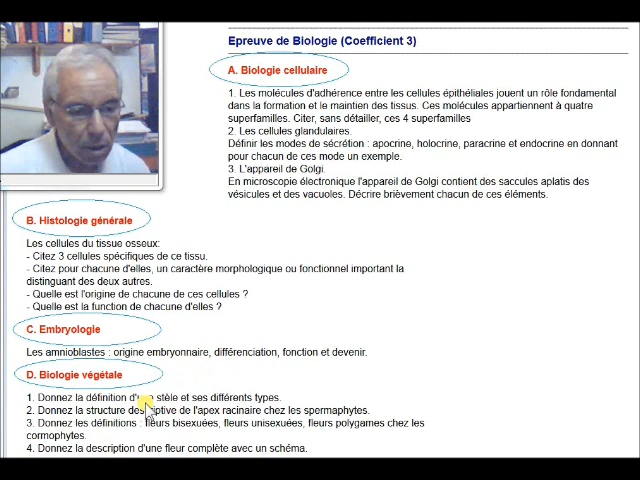 Epreuve de Biologie (Coefficient 3)
A. Biologie cellulaire
1. Les molécules d'adhérence entre les cellules épithéliales jouent un rôle fondamental
dans la formation et le maintien des tissus. Ces molécules appartiennent à quatre
superfamilles. Citer, sans détailler, ces 4 superfamilles
2. Les cellules glandulaires.
Définir les modes de sécrétion : apocrine, holocrine, paracrine et endocrine en donnant
pour chacun de ces mode un exemple.
3. L'appareil de Golgi.
En microscopie électronique l'appareil de Golgi contient des saccules aplatis des
vésicules et des vacuoles. Décrire brièvement chacun de ces éléments.
B. Histologie générale
Les cellules du tissue osseux:
- Citez 3 cellules spécifiques de ce tissu.
- Citez pour chacune d'elles, un caractère morphologique ou fonctionnel important la
distinguant des deux autres.
- Quelle est l'origine de chacune de ces cellules ?
- Quelle est la function de chacune d'elles ?
C. Embryologie
Les amnioblastes : origine embryonnaire, différenciation, fonction et devenir.
D. Biologie végétale
1. Donnez la définition d'une stèle et ses différents types.
2. Donnez la structure descriptive de l'apex racinaire chez les spermaphytes.
3. Donnez les définitions : fleurs bisexuées, fleurs unisexuées, fleurs polygames chez les
cormophytes.
4. Donnez la description d'une fleur complète avec un schéma.